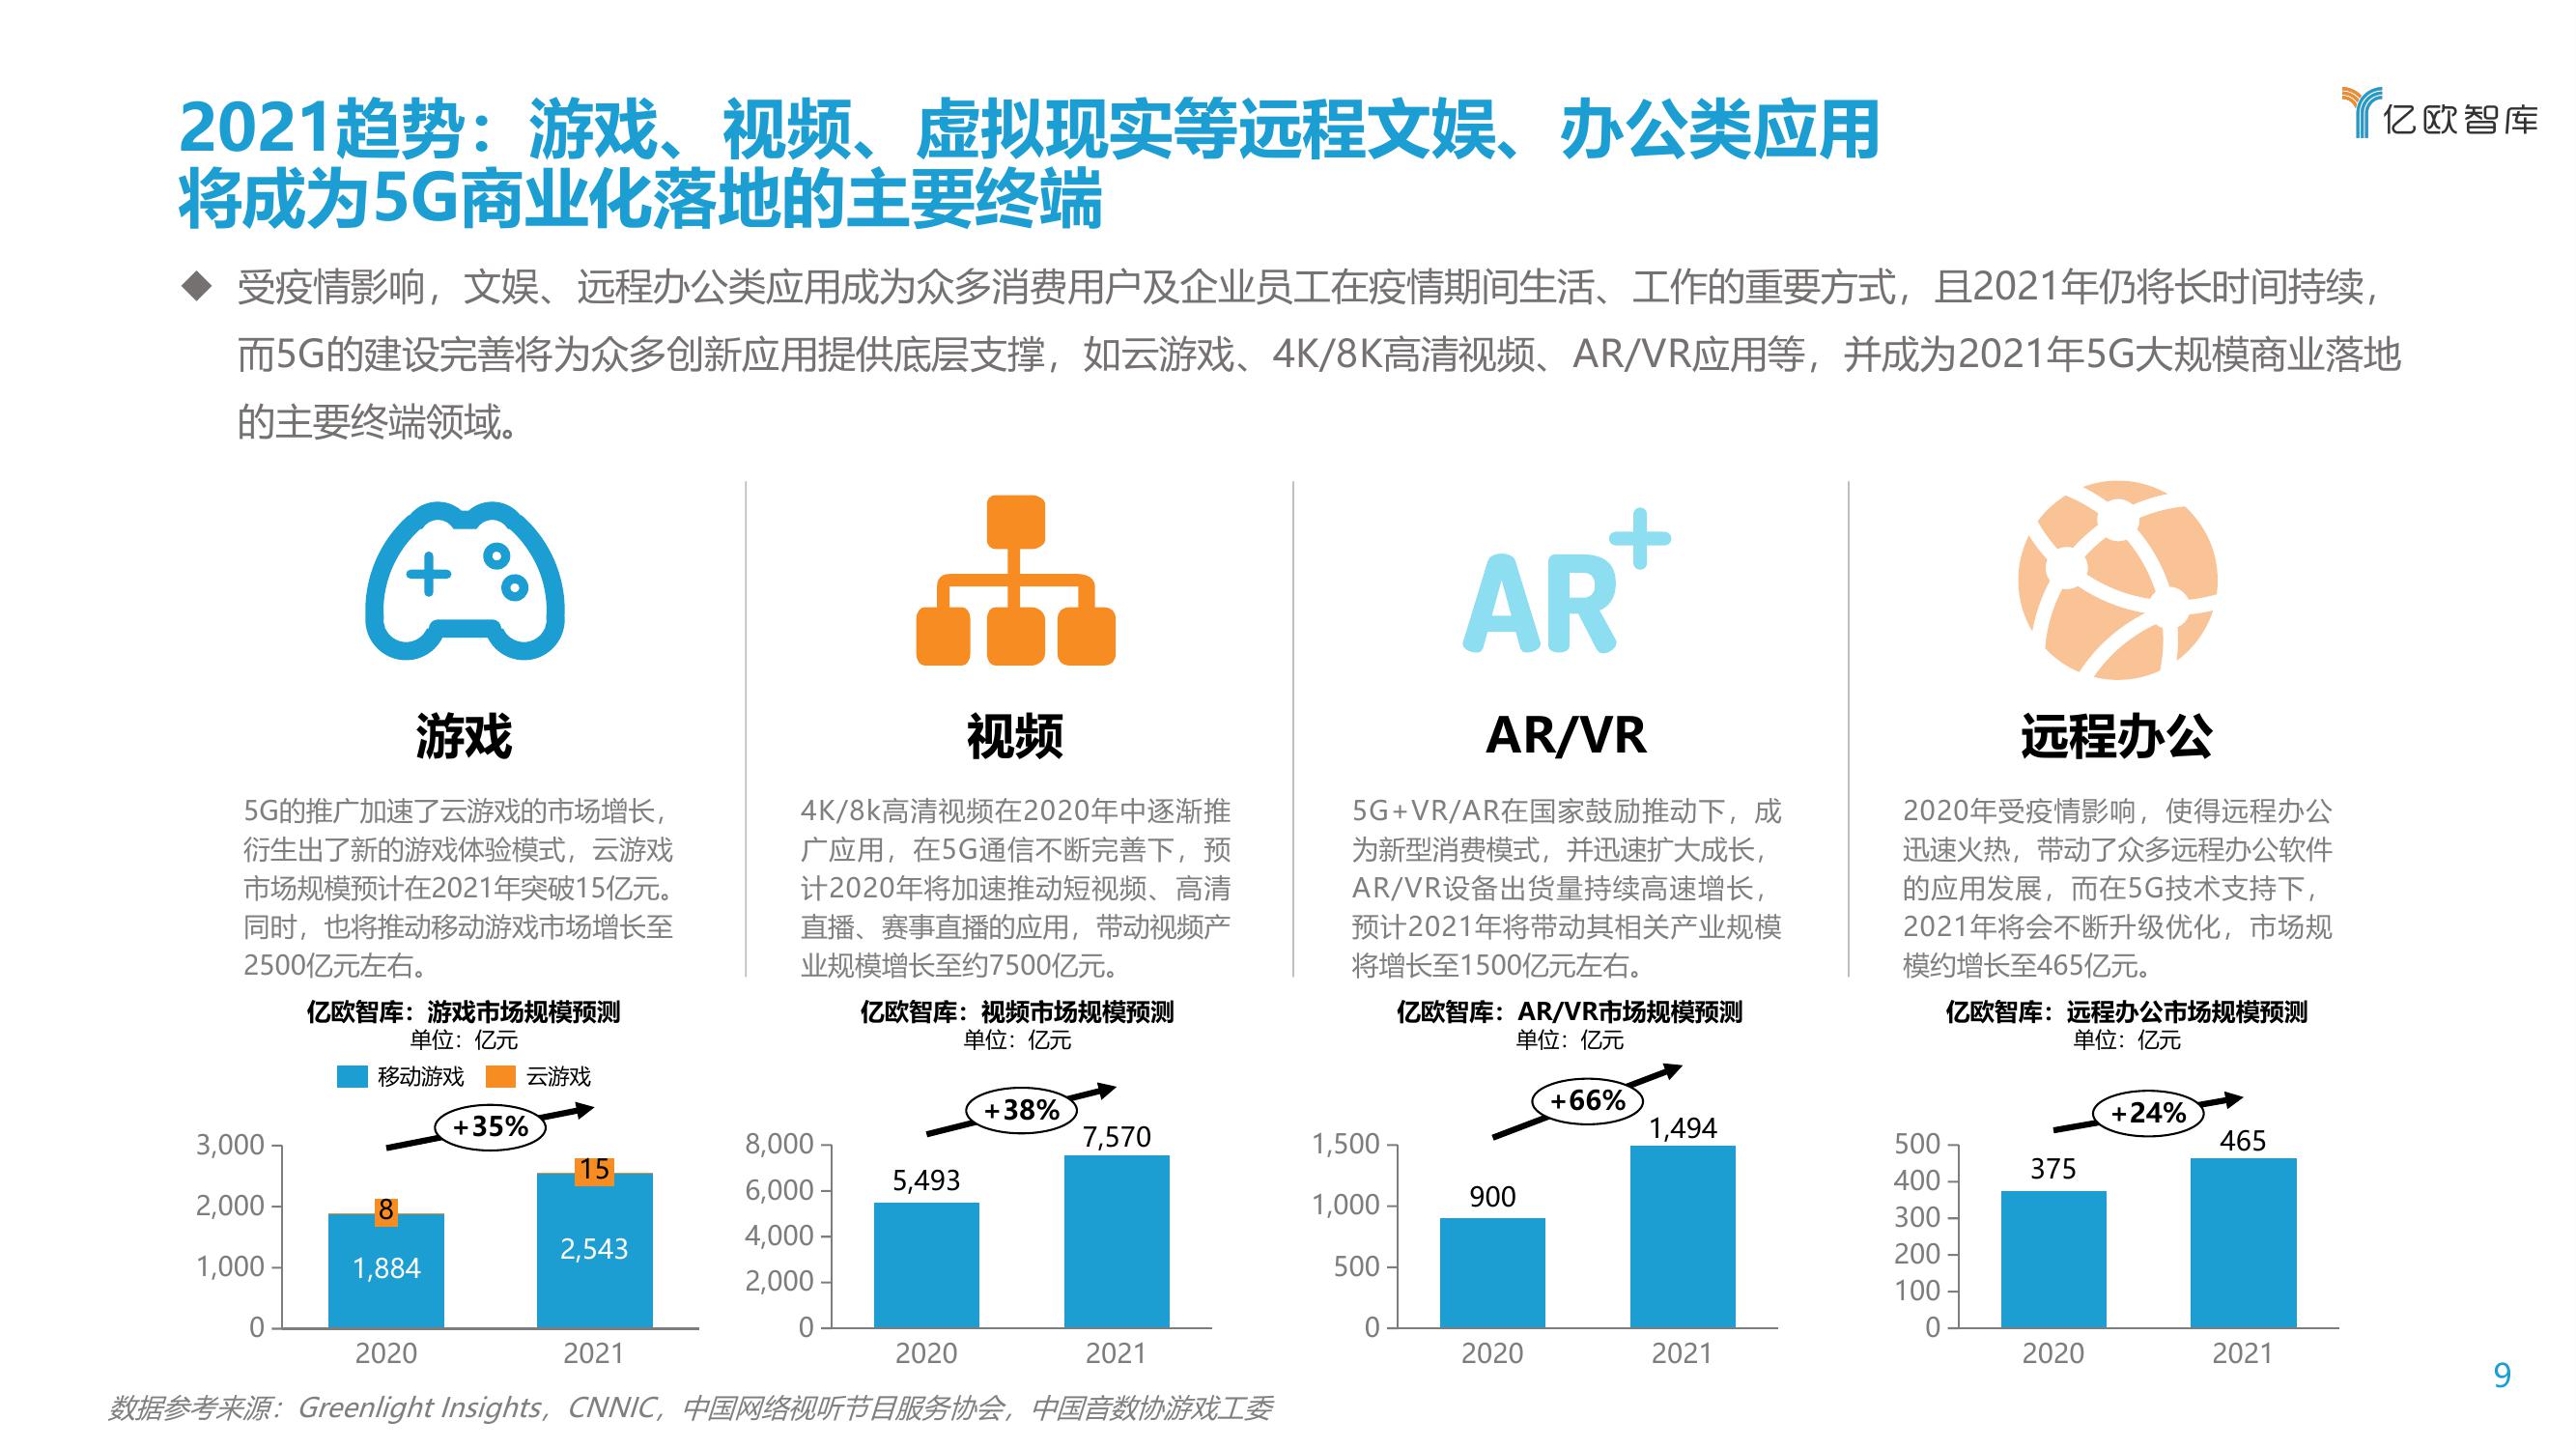 2021趋势：游戏、视频、虚拟现实等远程文娱、办公类应用
将成为5G商业化落地的主要终端
亿欧智库
◆ 受疫情影响，文娱、远程办公类应用成为众多消费用户及企业员工在疫情期间生活、工作的重要方式，且2021年仍将长时间持续，
而5G的建设完善将为众多创新应用提供底层支撑，如云游戏、4K/8K高清视频、AR/VR应用等，并成为2021年5G大规模商业落地
的主要终端领域。
游戏
5G的推广加速了云游戏的市场增长，
衍生出了新的游戏体验模式，云游戏
市场规模预计在2021年突破15亿元。
同时，也将推动移动游戏市场增长至
2500亿元左右。
亿欧智库：游戏市场规模预测
单位：亿元
移动游戏 云游戏
+35%
3,000
2,000
1,000
0
8
1,884
15
2,543
2020 2021
视频
4K/8k高清视频在2020年中逐渐推
广应用，在5G通信不断完善下，预
计2020年将加速推动短视频、高清
直播、赛事直播的应用，带动视频产
业规模增长至约7500亿元。
亿欧智库：视频市场规模预测
单位：亿元
+38%
8,000
6,000
4,000
2,000
0
5,493
7,570
2020 2021
AR+
AR/VR
5G+VR/AR在国家鼓励推动下，成
为新型消费模式，并迅速扩大成长，
AR/VR设备出货量持续高速增长，
预计2021年将带动其相关产业规模
将增长至1500亿元左右。
亿欧智库：AR/VR市场规模预测
单位：亿元
+66%
1,500
1,000
500
0
900
1,494
2020 2021
远程办公
2020年受疫情影响，使得远程办公
迅速火热，带动了众多远程办公软件
的应用发展，而在5G技术支持下，
2021年将会不断升级优化，市场规
模约增长至465亿元。
亿欧智库：远程办公市场规模预测
单位：亿元
+24%
500
400
300
200
100
0
375
465
2020 2021
数据参考来源：Greenlight Insights，CNNIC，中国网络视听节目服务协会，中国音数协游戏工委
9